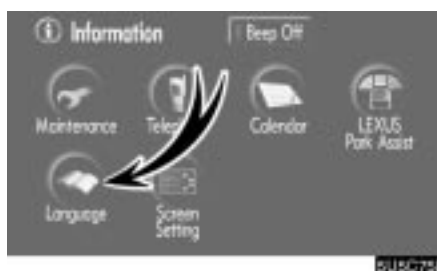 Information
Beep Off
Maintenance
Calendar
LEXUS
Park Assist
Language
Screen
Setting